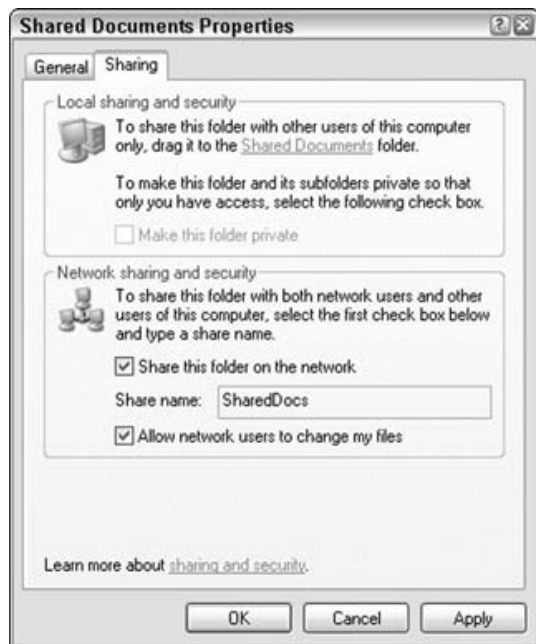 Shared Documents Properties
General
Sharing
Local sharing and security
To share this folder with other users of this computer
only, drag it to the Shared Documents folder.
To make this folder and its subfolders private so that
only you have access, select the following check box.
Make this folder private
Network sharing and security
To share this folder with both network users and other
users of this computer, select the first check box below
and type a share name.
Share this folder on the network
Share name: SharedDocs
Allow network users to change my files
Learn more about sharing and security.
OK Cancel Apply